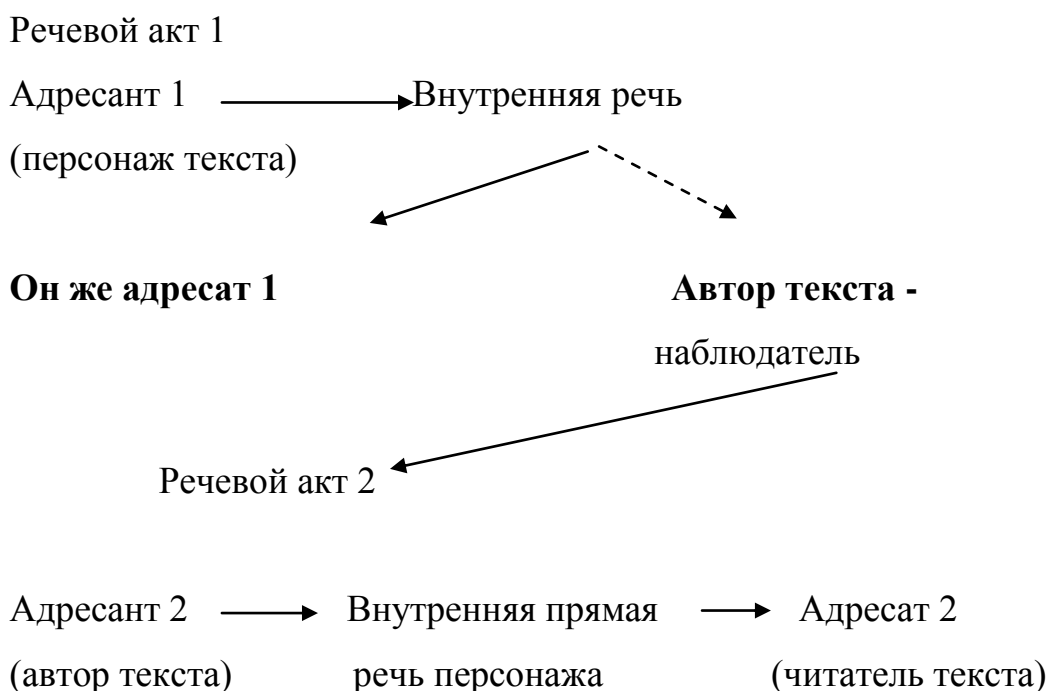 Речевой акт 1
Адресант 1 Внутренняя речь
(персонаж текста)
Он же адресат 1 Автор текста -
наблюдатель
Речевой акт 2
Адресант 2 Внутренняя прямая Адресат 2
(автор текста) речь персонажа (читатель текста)